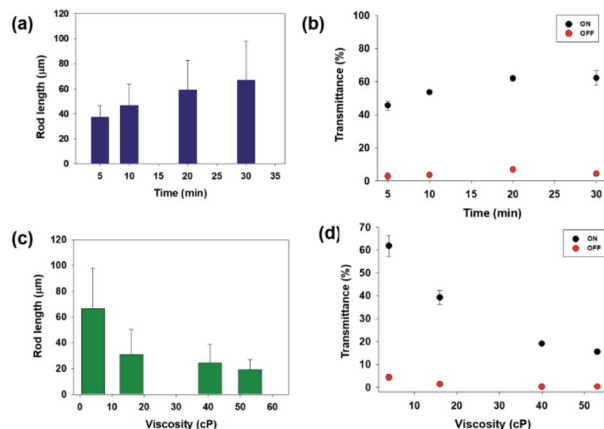 (a)
Rod length (μm)
120
100
80
60
40
20
0
5 10 15 20 25 30 35
Time (min)
(b)
Transmittance (%)
100
80
60
40
20
0
ON
OFF
5 10 15 20 25 30
Time (min)
(c)
Rod length (μm)
120
100
80
60
40
20
0
0 10 20 30 40 50 60
Viscosity (cP)
(d)
Transmittance (%)
70
60
50
40
30
20
10
0
ON
OFF
10 20 30 40 50
Viscosity (cP)